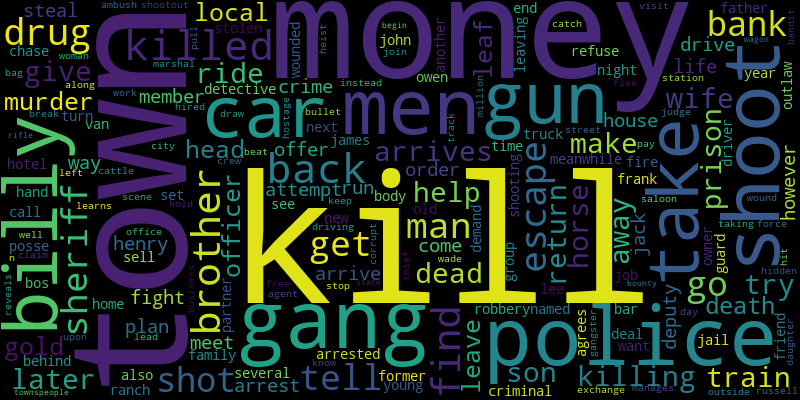 ambush
shootout
steal
drug
chase
bag
woman
marshal
along
murder
work
break
turn
van
cattle
rifle
city
hotel
left
way
learns
hand
scene
set
hold
call
office
well
claim
henry
sell
posse
n
bos
home
fight
plan
business
reveals
gold
upon
lead
meet
behind
later
also
ranch
townspeople
billy
town
sheriff
brother
officer
partner
family
arrested
several
arrest
shot
killed
pull
local
stolen
heist
wounded
john
give
ride
member
detective
crime
hired
draw
hostage
bullet
next
james
car
men
money
end
leaving
another
leaf
owen
million
track
head
offer
beat
crew
back
arrives
order
attempt
run
body
see
keep
driving
corrupt
help
old
new
man
get
come
demand
wade
thief
arrive
dead
stop
state
free
agent
kill
gang
tell
know
former
young
find
leave
criminal
robbery
named
son
police
killing
bar
deal
want
agrees
gangster
exchange
manages
job
lee
bounty
group
shooting
escape
return
horse
away
jack
frank
time
truck
street
meanwhile
fire
make
house
night
refuse
instead
join
begin
catch
drive
life
wife
visit
flee
father
bank
bandit
wagon
year
station
judge
pay
driver
prison
outlaw
however
saloon
wound
shoot
take
gun
taking
force
owner
guard
hit
hidden
go
try
deputy
death
day
jail
friend
daughter
train
outside
russell